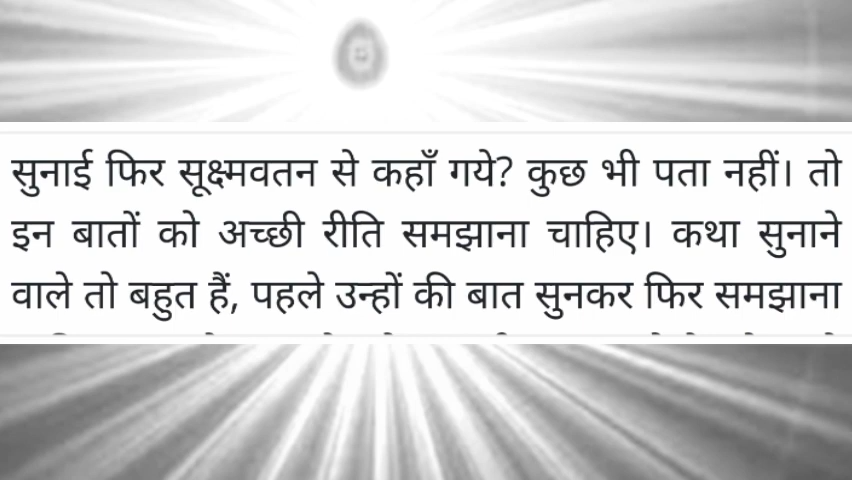 सुनाई फिर सूक्ष्मवतन से कहाँ गये? कुछ भी पता नहीं। तो
इन बातों को अच्छी रीति समझाना चाहिए। कथा सुनाने
वाले तो बहुत हैं, पहले उन्हों की बात सुनकर फिर समझाना